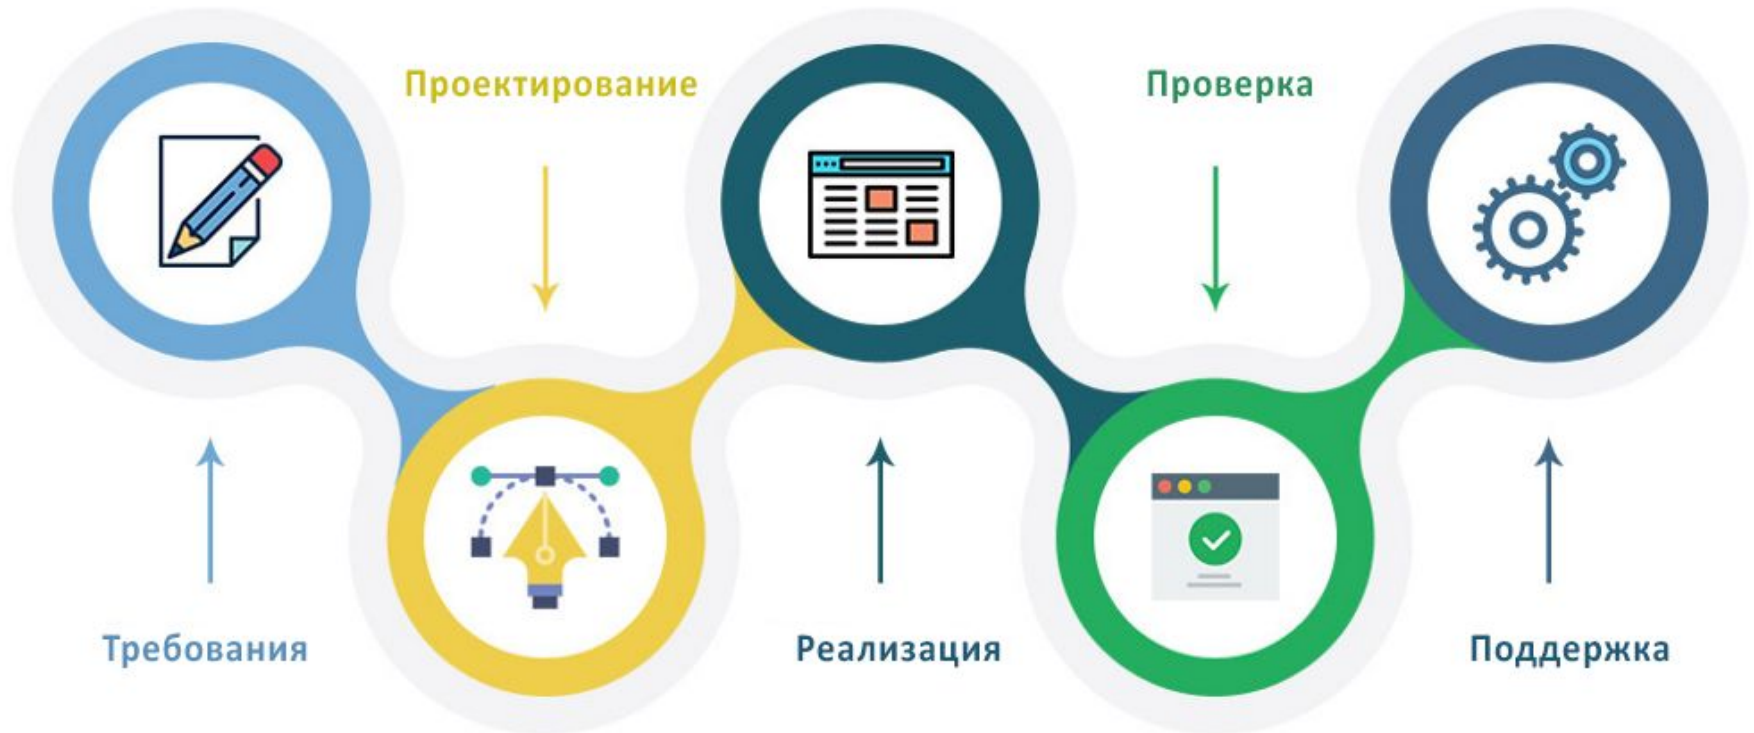 Проектирование
Проверка
Требования
Реализация
Поддержка